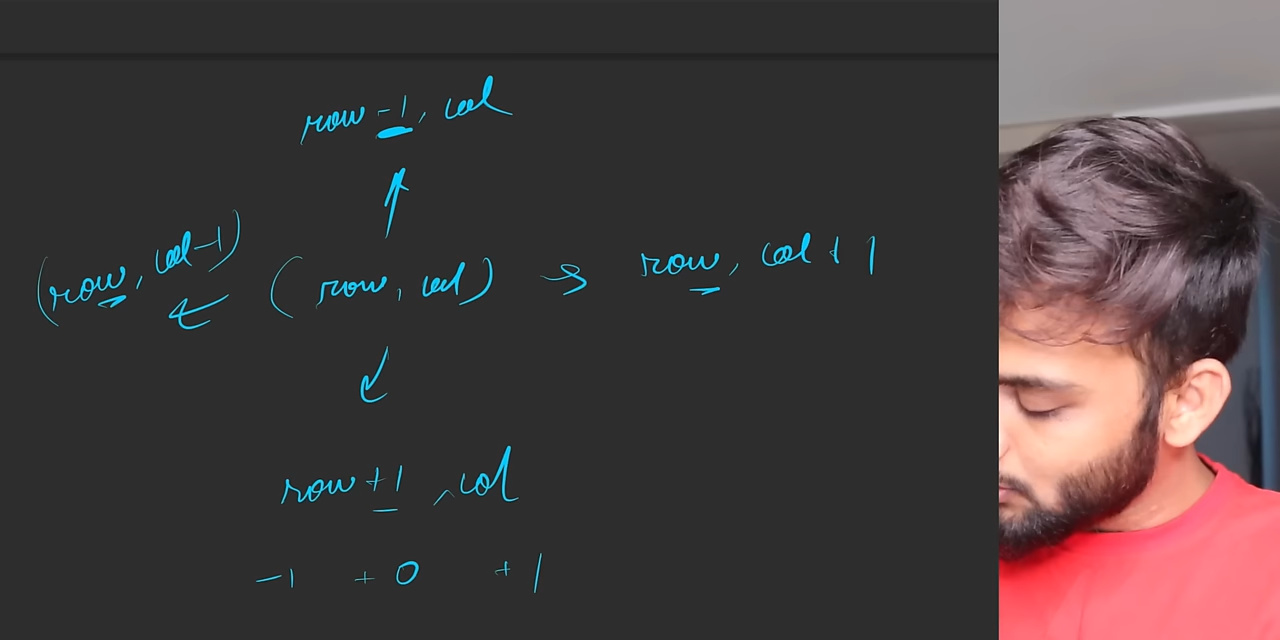 row -1, col
(row, col-1)
(row, col)
row, col + 1
row +1, col
-1 +0 +1